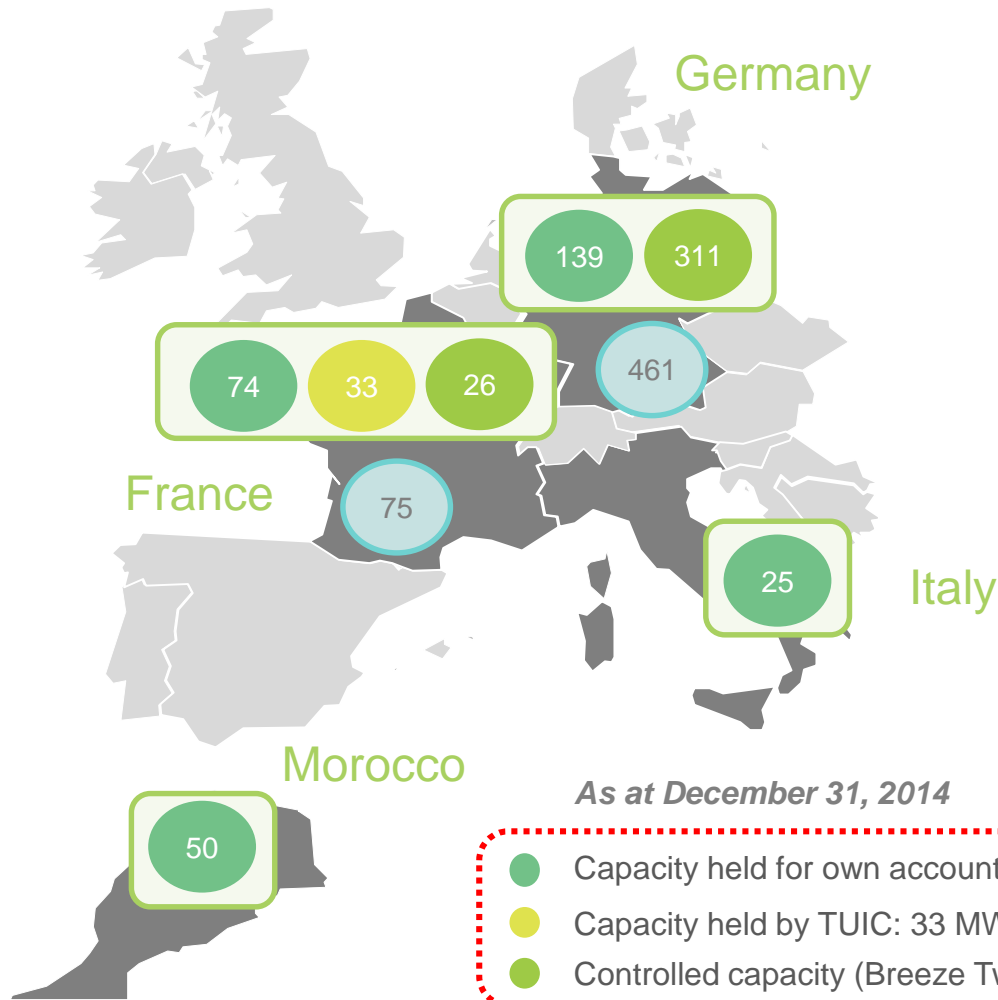 Germany
139 311
461
74 33 26
France
75
25
Italy
Morocco
50
As at December 31, 2014
Capacity held for own account
Capacity held by TUIC: 33 MW
Controlled capacity (Breeze Tw